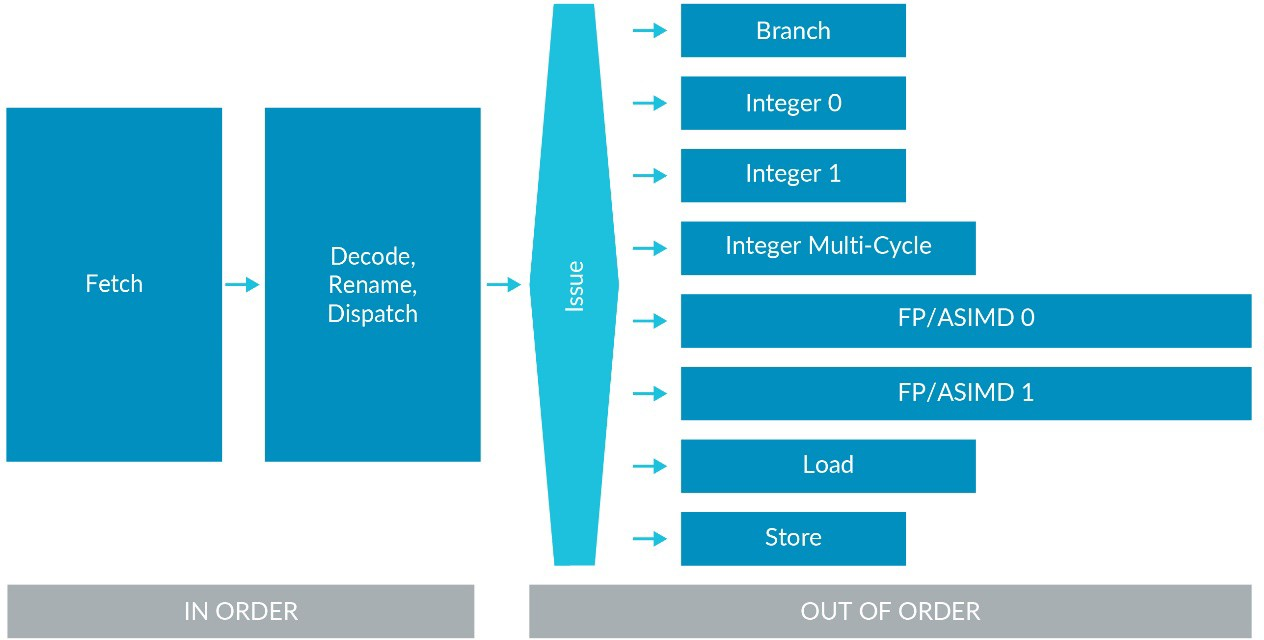 Fetch
Decode,
Rename,
Dispatch
Issue
Branch
Integer 0
Integer 1
Integer Multi-Cycle
FP/ASIMD 0
FP/ASIMD 1
Load
Store
IN ORDER
OUT OF ORDER